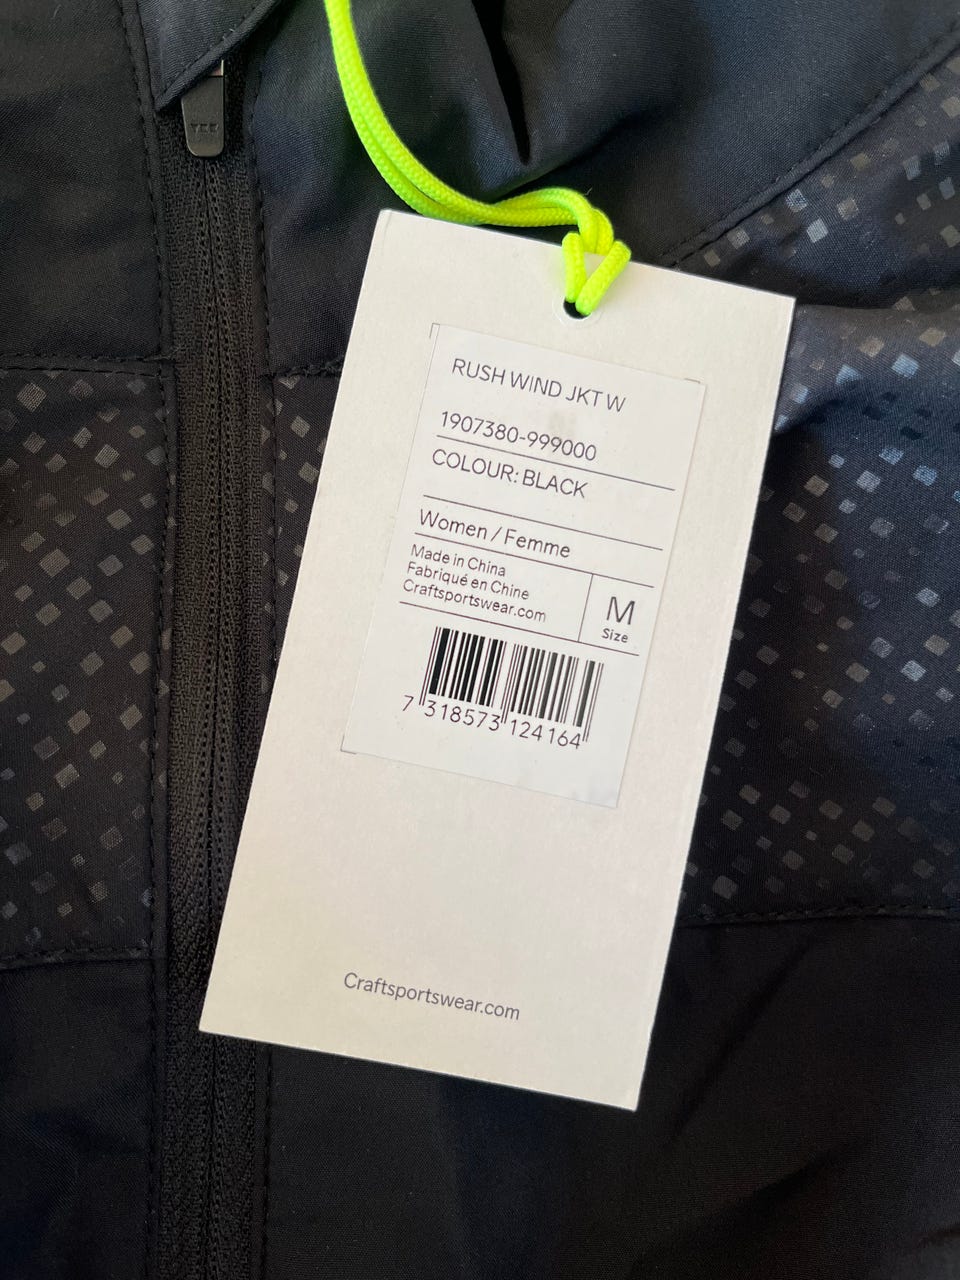 RUSH WIND JKT W
1907380-999000
COLOUR: BLACK
Women / Femme
Made in China
Fabriqué en Chine
Craftsportswear.com
M
Size
7 318573 124164
Craftsportswear.com